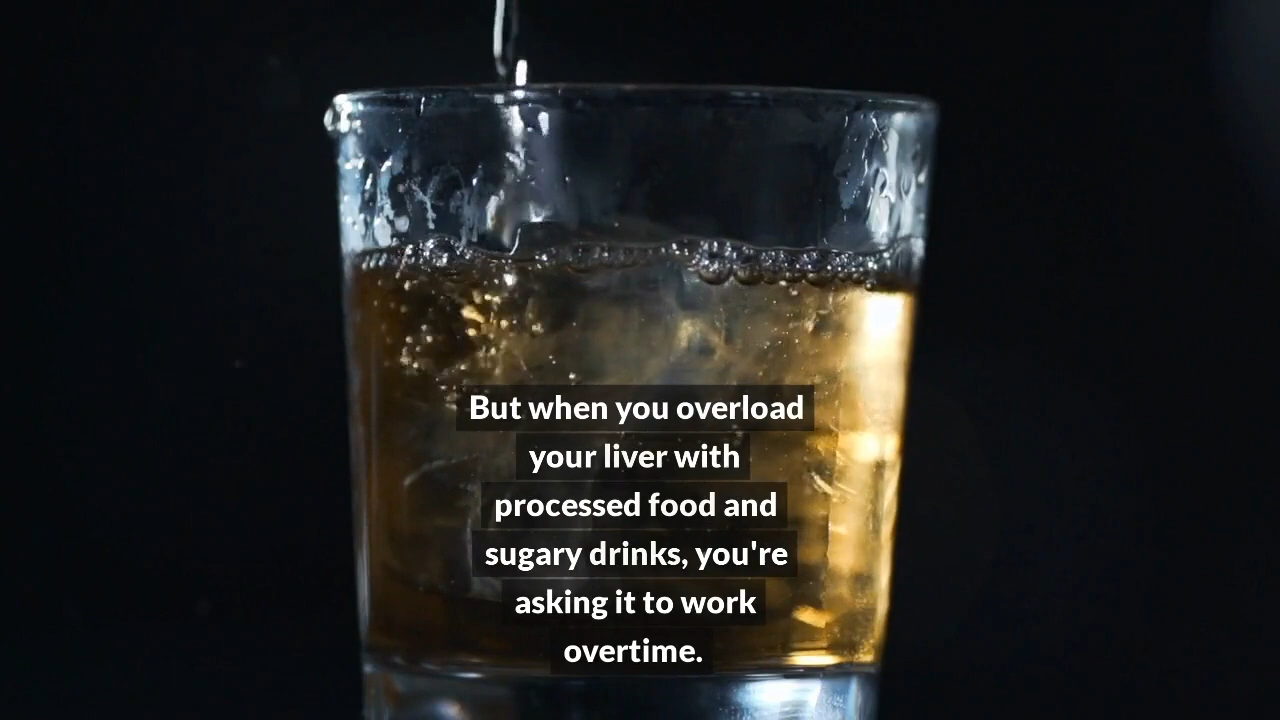 But when you overload
your liver with
processed food and
sugary drinks, you're
asking it to work
overtime.